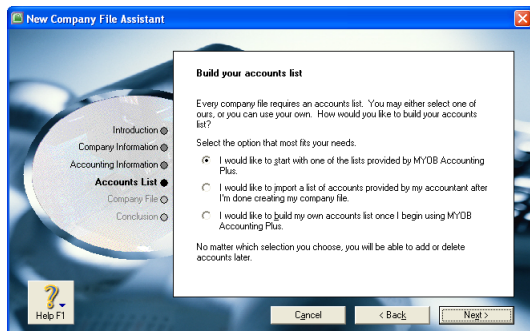 New Company File Assistant
Build your accounts list
Every company file requires an accounts list. You may either select one of
ours, or you can use your own. How would you like to build your accounts
list?
Select the option that most fits your needs.
I would like to start with one of the lists provided by MYOB Accounting
Plus.
I would like to import a list of accounts provided by my accountant after
I'm done creating my company file.
I would like to build my own accounts list once I begin using MYOB
Accounting Plus.
No matter which selection you choose, you will be able to add or delete
accounts later.
Introduction
Company Information
Accounting Information
Accounts List
Company File
Conclusion
Help F1
Cancel
< Back
Next >